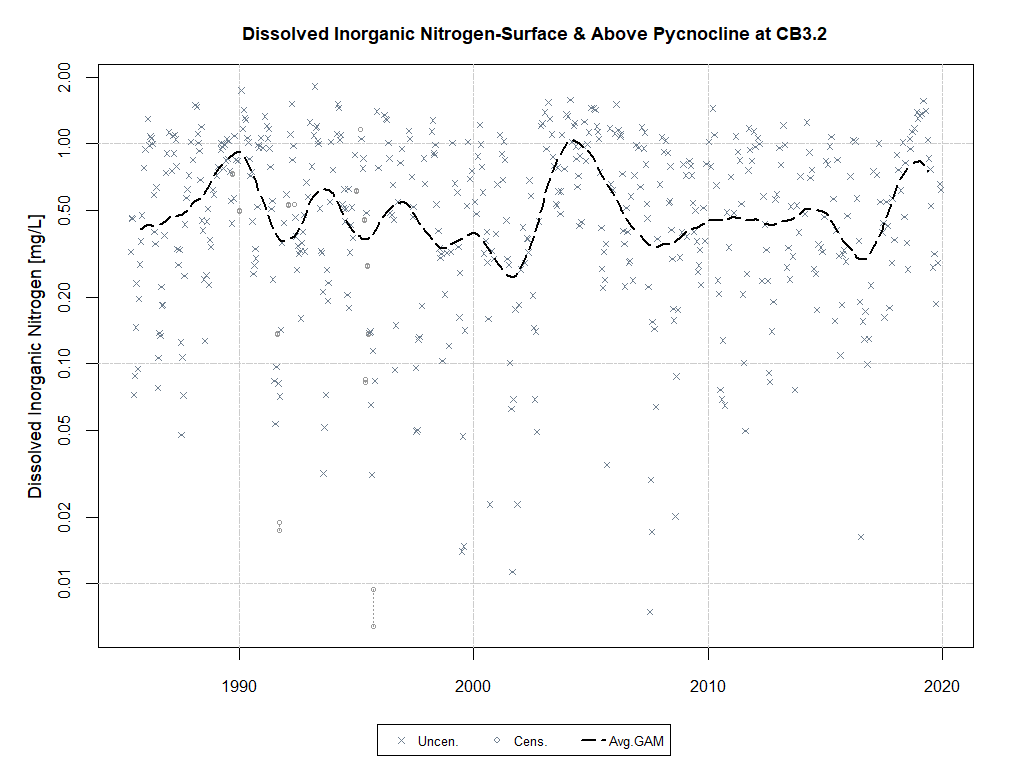 Dissolved Inorganic Nitrogen-Surface & Above Pycnocline at CB3.2
Dissolved Inorganic Nitrogen [mg/L]
2.00
1.00
0.50
0.20
0.10
0.05
0.02
0.01
1990 2000 2010 2020
Uncen. Cens. Avg.GAM